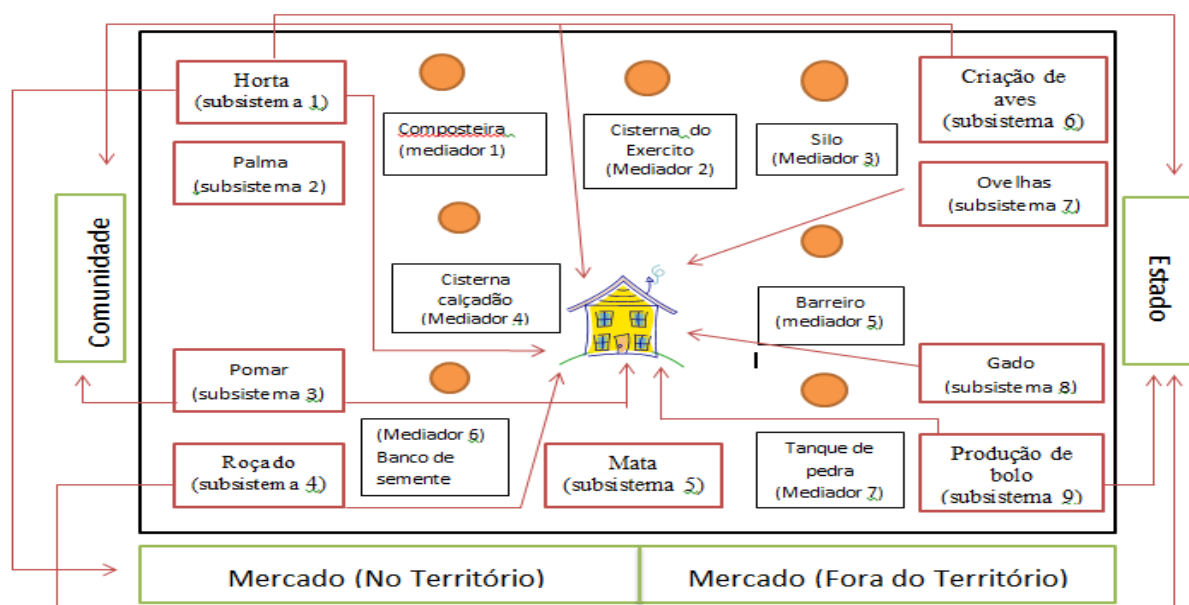 Horta
(subsistema 1)
Composteira
(mediador 1)
Cisterna do
Exercito
(Mediador 2)
Silo
(Mediador 3)
Criação de
aves
(subsistema 6)
Palma
(subsistema 2)
Ovelhas
(subsistema 7)
Comunidade
Estado
Cisterna
calçadão
(Mediador 4)
Barreiro
(mediador 5)
Pomar
(subsistema 3)
Gado
(subsistema 8)
Roçado
(subsistema 4)
(Mediador 6)
Banco de
semente
Mata
(subsistema 5)
Tanque de
pedra
(Mediador 7)
Produção de
bolo
(subsistema 9)
Mercado (No Território)
Mercado (Fora do Território)